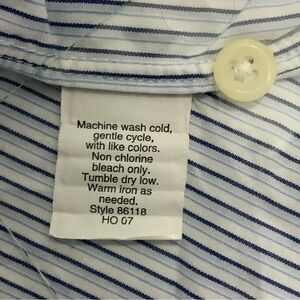 Machine wash cold,
gentle cycle,
with like colors.
Non chlorine
bleach only.
Tumble dry low.
Warm iron as
needed.
Style 86118
HO 07